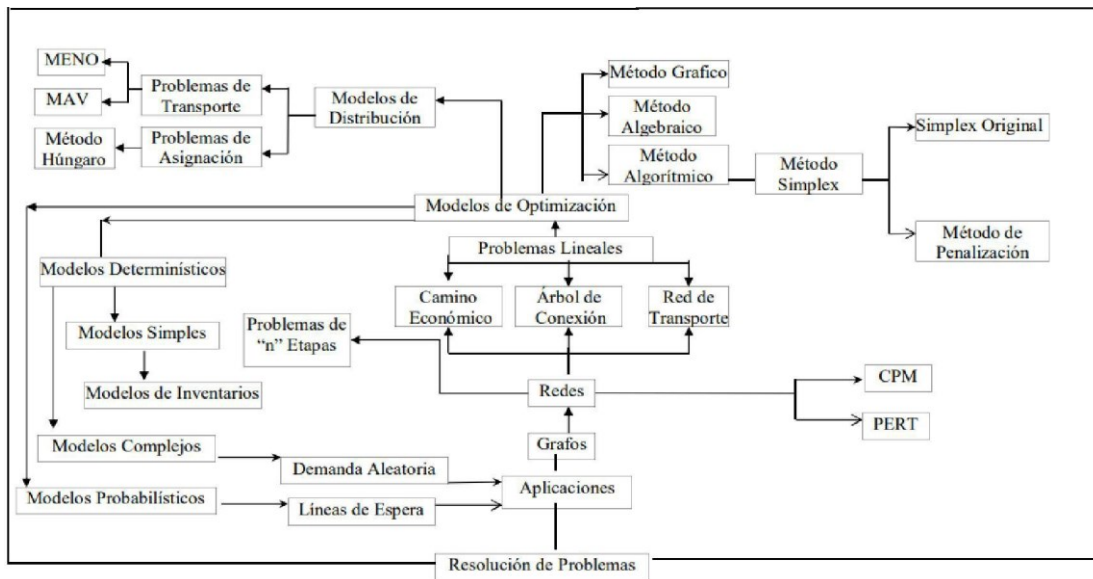 MENO
MAV
Método
Húngaro
Problemas de
Transporte
Problemas de
Asignación
Modelos de
Distribución
Método Grafico
Método
Algebraico
Método
Algorítmico
Método
Simplex
Simplex Original
Método de
Penalización
Modelos de Optimización
Problemas Lineales
Modelos Determinísticos
Camino
Económico
Árbol de
Conexión
Red de
Transporte
Modelos Simples
Problemas de
“n” Etapas
Modelos de Inventarios
Redes
CPM
PERT
Grafos
Modelos Complejos
Demanda Aleatoria
Aplicaciones
Modelos Probabilísticos
Líneas de Espera
Resolución de Problemas